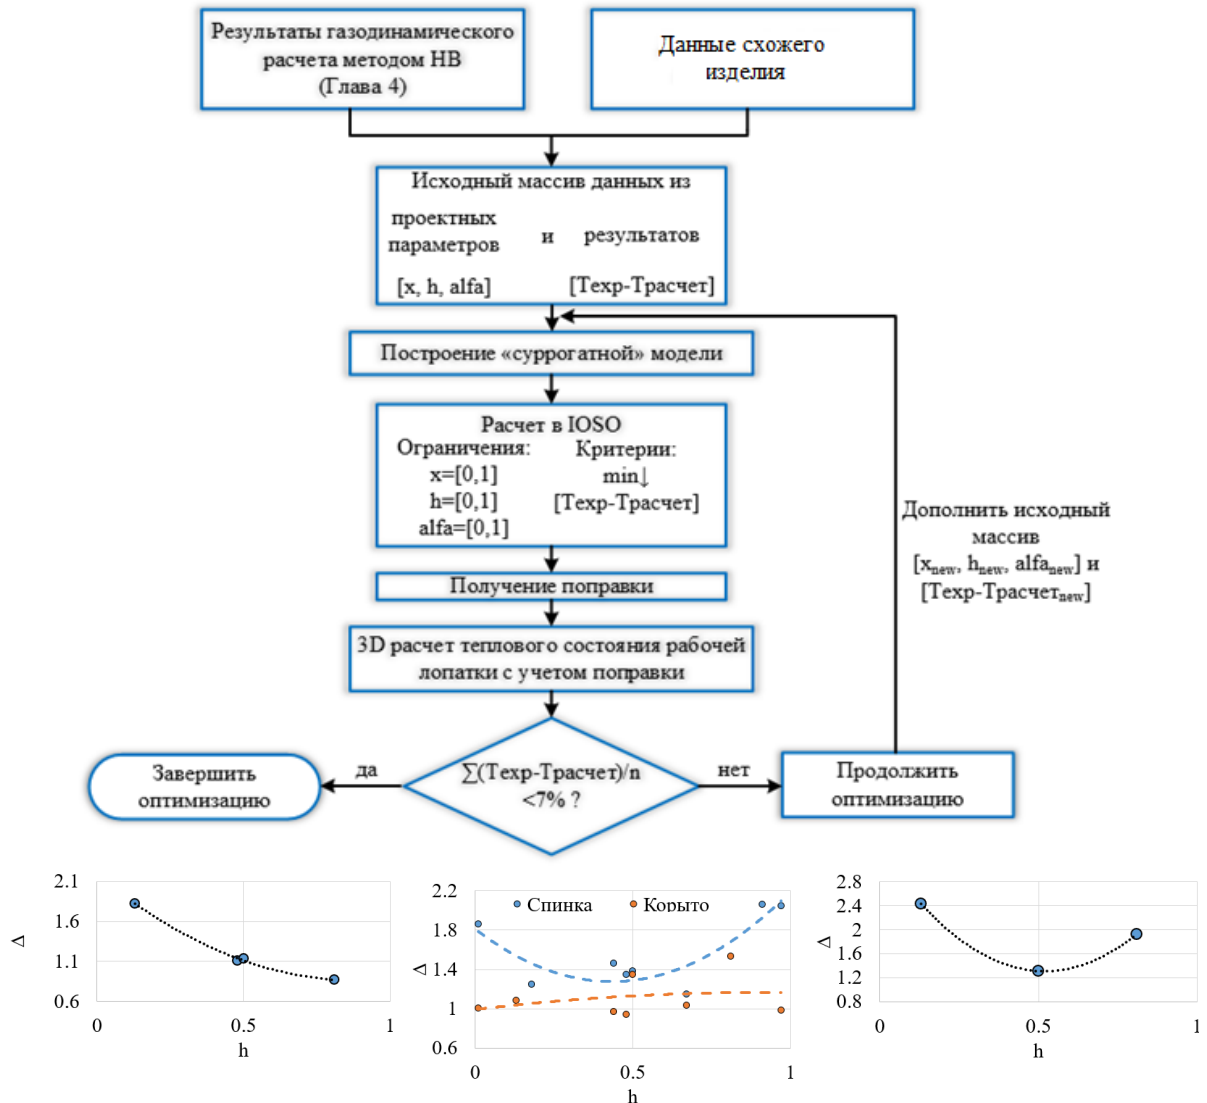 Результаты газодинамического
расчета методом НВ
(Глава 4)
Данные схожего
изделия
Исходный массив данных из
проектных
параметров
и
результатов
[x, h, alfa]
[Tехр-Трасчет]
Построение «суррогатной» модели
Расчет в IOSO
Ограничения:
x=[0,1]
h=[0,1]
alfa=[0,1]
Критерии:
min↓
[Техр-Трасчет]
Дополнить исходный
массив
[xnew, hnew, alfanew] и
[Техр-Трасчетnew]
Получение поправки
3D расчет теплового состояния рабочей
лопатки с учетом поправки
∑(Техр-Трасчет)/n
<7% ?
да
нет
Завершить
оптимизацию
Продолжить
оптимизацию
2.1
1.6
1.1
0.6
Δ
0 0.5 1
h
2.2
1.8
1.4
1
0.6
Δ
Спинка Корыто
0 0.5 1
h
2.8
2.4
2
1.6
1.2
0.8
Δ
0 0.5 1
h